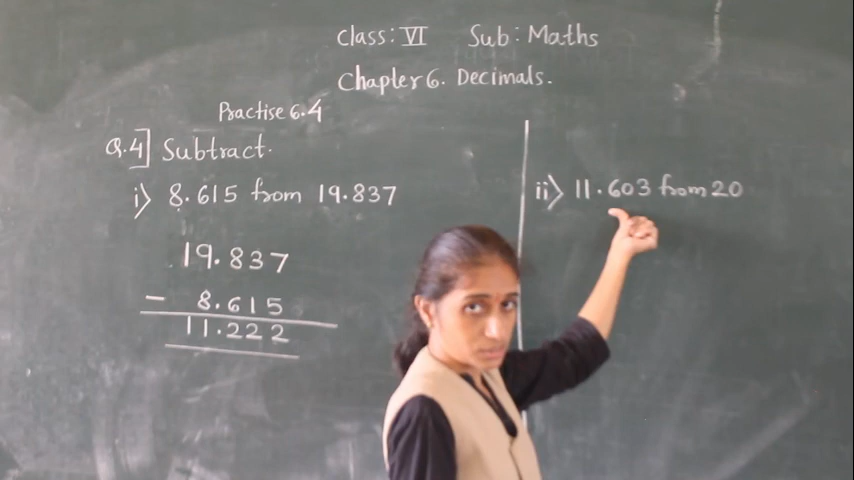 Class: VI Sub: Maths
Chapter 6. Decimals.
Practise 6.4
Q.4] Subtract.
i) 8.615 from 19.837
19.837
- 8.615
11.222
ii) 11.603 from 20